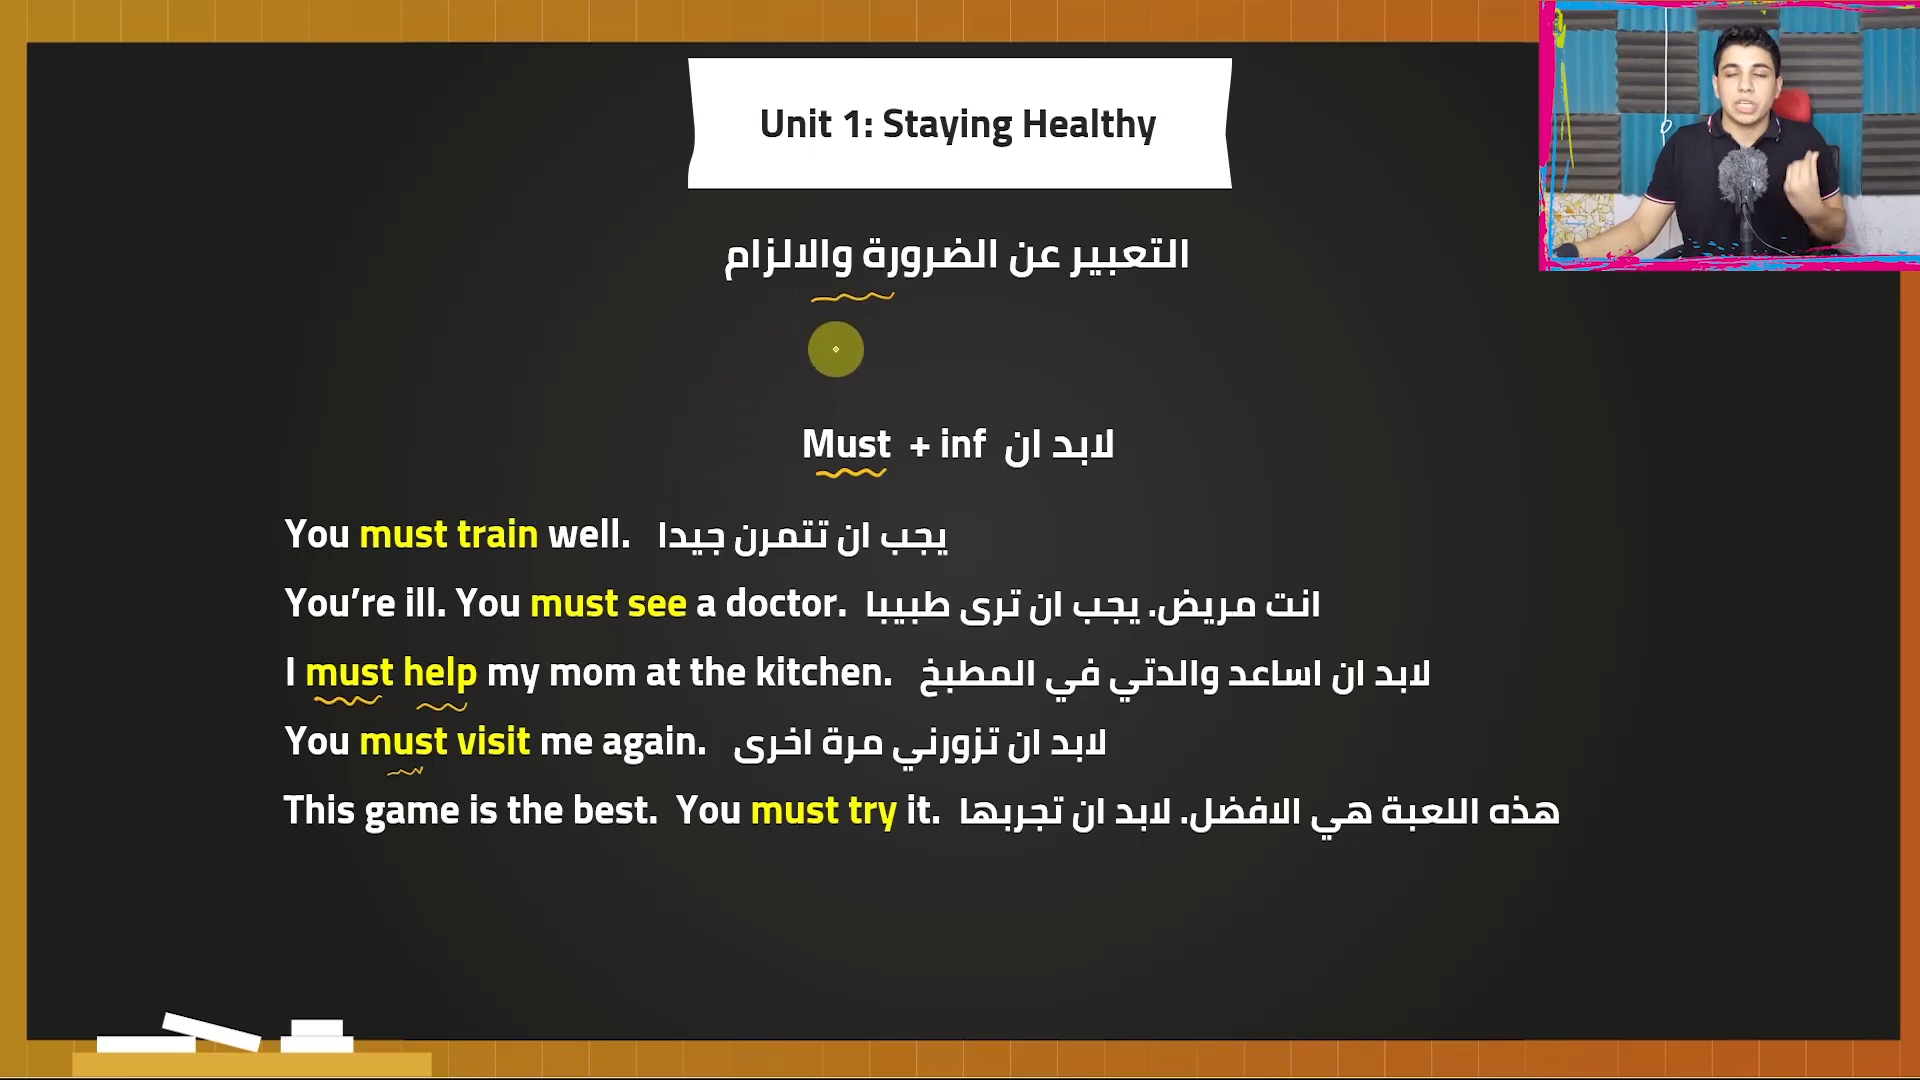 Unit 1: Staying Healthy
التعبير عن الضرورة والالزام
Must + inf لابد ان
You must train well. يجب ان تتمرن جيدا
You're ill. You must see a doctor. انت مريض. يجب ان ترى طبيبا
I must help my mom at the kitchen. لابد ان اساعد والدتي في المطبخ
You must visit me again. لابد ان تزورني مرة اخرى
This game is the best. You must try it. هذه اللعبة هي الافضل. لابد ان تجربها